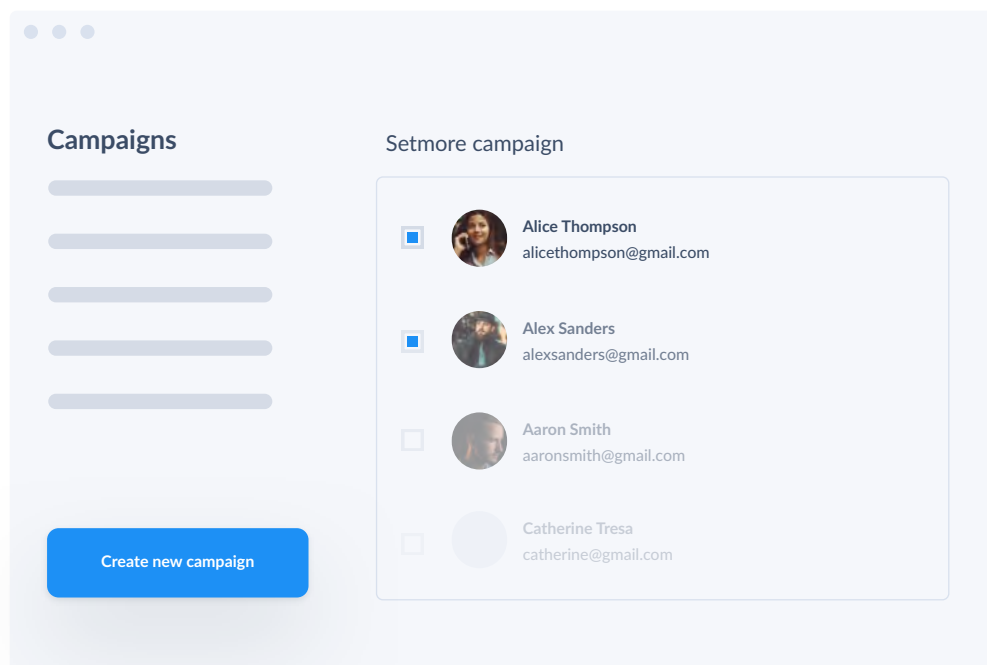 Campaigns
Setmore campaign
Alice Thompson
alicethompson@gmail.com
Alex Sanders
alexsanders@gmail.com
Aaron Smith
aaronsmith@gmail.com
Catherine Tresa
catherine@gmail.com
Create new campaign